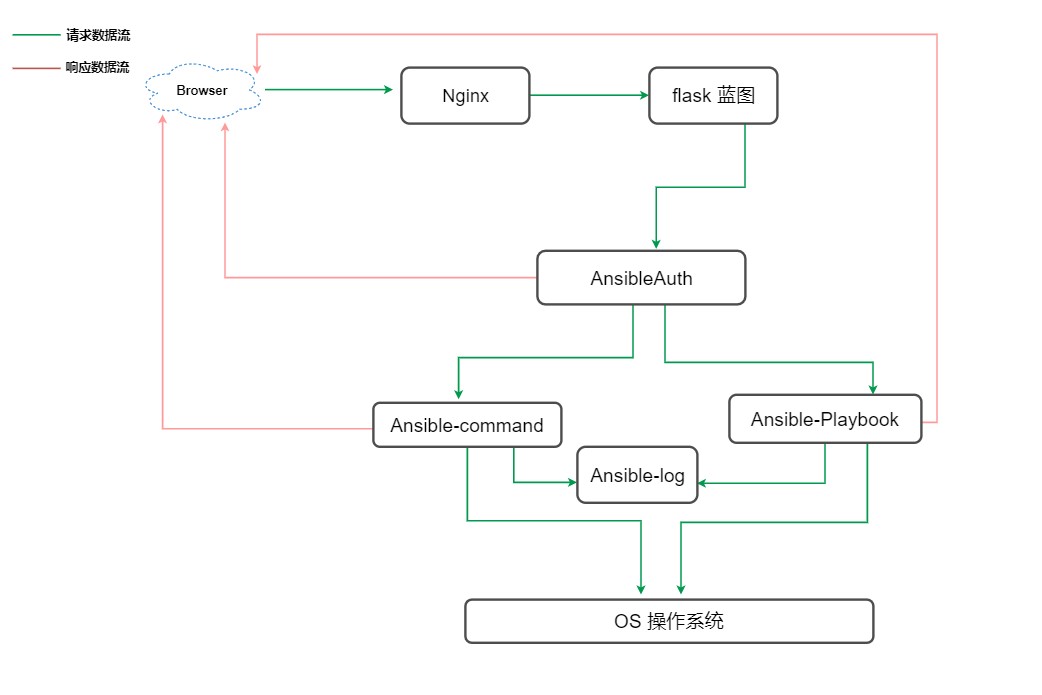 请求数据流
响应数据流
Browser
Nginx
flask 蓝图
AnsibleAuth
Ansible-command
Ansible-Playbook
Ansible-log
OS 操作系统